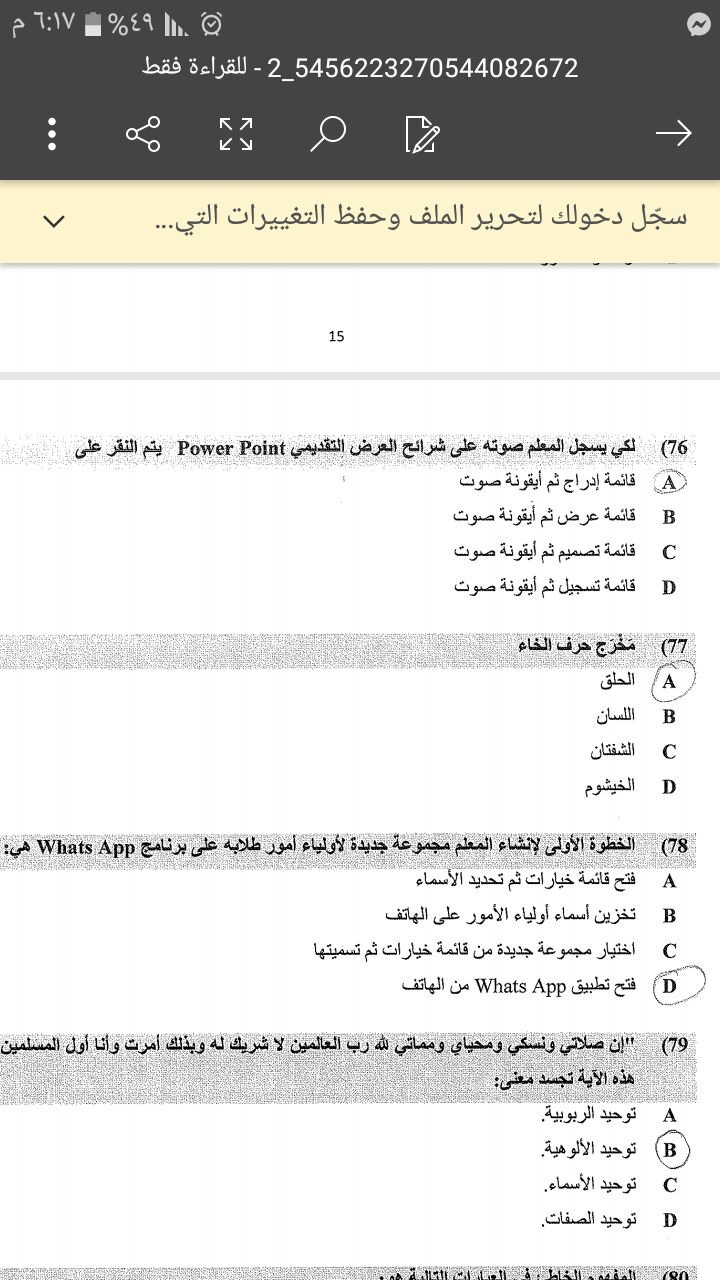 ٦:١٧ م ٤٩%
2_5456223270544082672 - للقراءة فقط
سجّل دخولك لتحرير الملف وحفظ التغييرات التي...
15
76) لكي يسجل المعلم صوته على شرائح العرض التقديمي Power Point يتم النقر على
A قائمة إدراج ثم أيقونة صوت
B قائمة عرض ثم أيقونة صوت
C قائمة تصميم ثم أيقونة صوت
D قائمة تسجيل ثم أيقونة صوت
77) مَخْرَج حرف الخاء
A الحلق
B اللسان
C الشفتان
D الخيشوم
78) الخطوة الأولى لإنشاء المعلم مجموعة جديدة لأولياء أمور طلابه على برنامج Whats App هي:
A فتح قائمة خيارات ثم تحديد الأسماء
B تخزين أسماء أولياء الأمور على الهاتف
C اختيار مجموعة جديدة من قائمة خيارات ثم تسميتها
D فتح تطبيق Whats App من الهاتف
79) "إن صلاتي ونسكي ومحياي ومماتي لله رب العالمين لا شريك له وبذلك أمرت وأنا أول المسلمين
هذه الآية تجسد معنى:
A توحيد الربوبية.
B توحيد الألوهية.
C توحيد الأسماء.
D توحيد الصفات.
80) المفهوم الخاطئ في العبارات التالية هو: